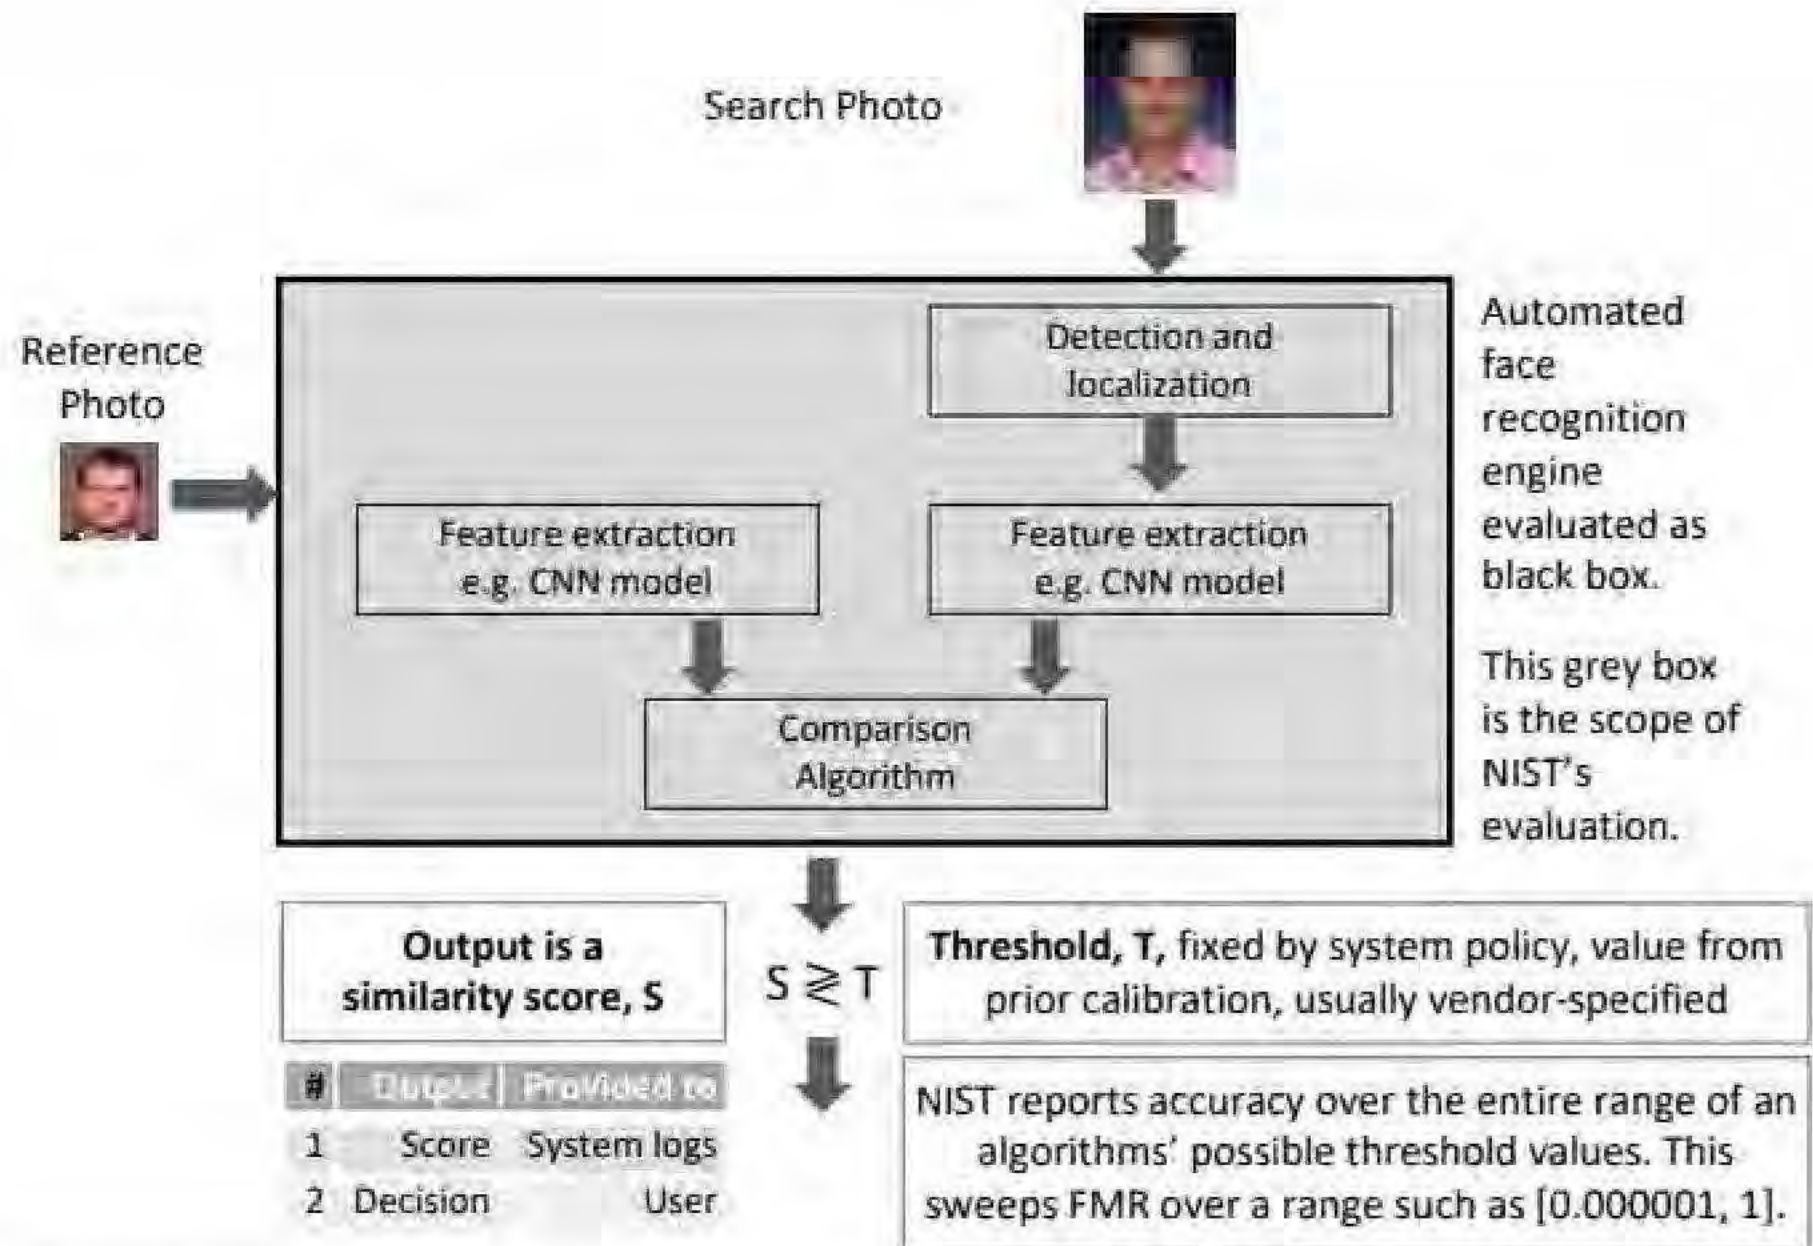 Search Photo
Reference
Photo
Detection and
localization
Feature extraction
e.g. CNN model
Feature extraction
e.g. CNN model
Comparison
Algorithm
Automated
face
recognition
engine
evaluated as
black box.
This grey box
is the scope of
NIST's
evaluation.
Output is a
similarity score, S
S ≷ T
Threshold, T, fixed by system policy, value from
prior calibration, usually vendor-specified
# Output Provided to
1 Score System logs
2 Decision User
NIST reports accuracy over the entire range of an
algorithms' possible threshold values. This
sweeps FMR over a range such as [0.000001, 1].